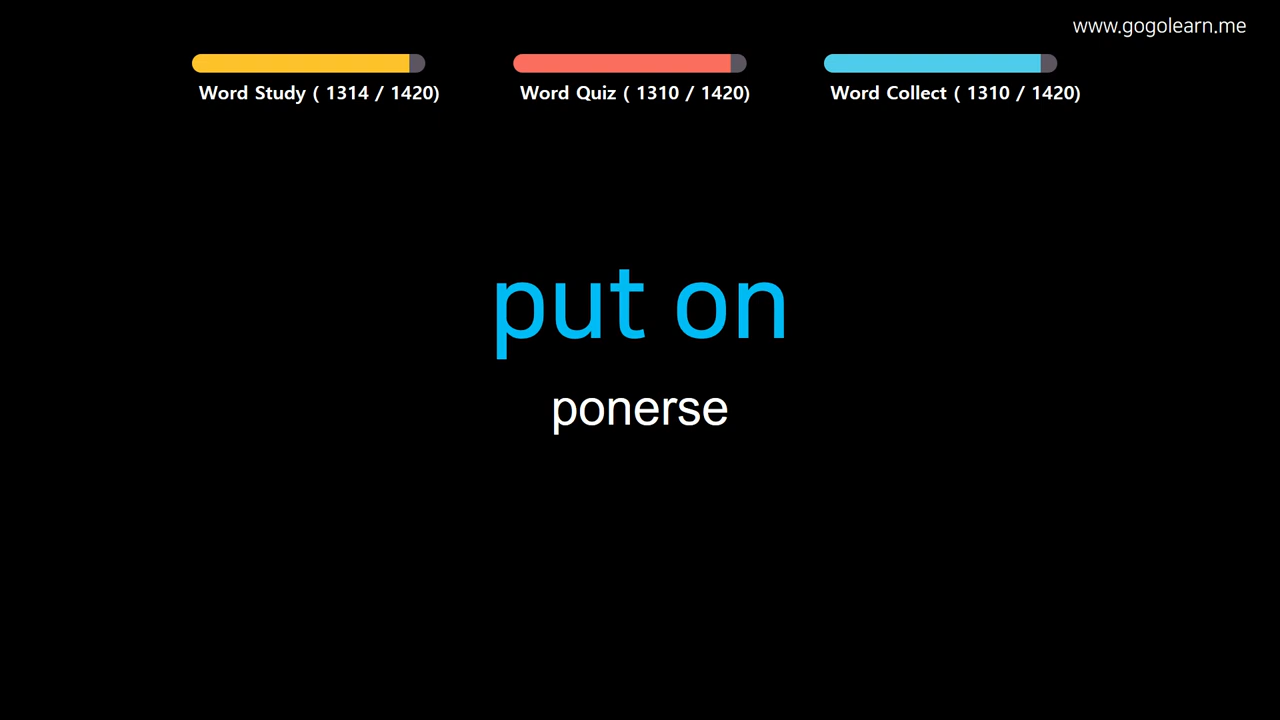 www.gogolearn.me
Word Study ( 1314 / 1420)
Word Quiz ( 1310 / 1420)
Word Collect ( 1310 / 1420)
put on
ponerse